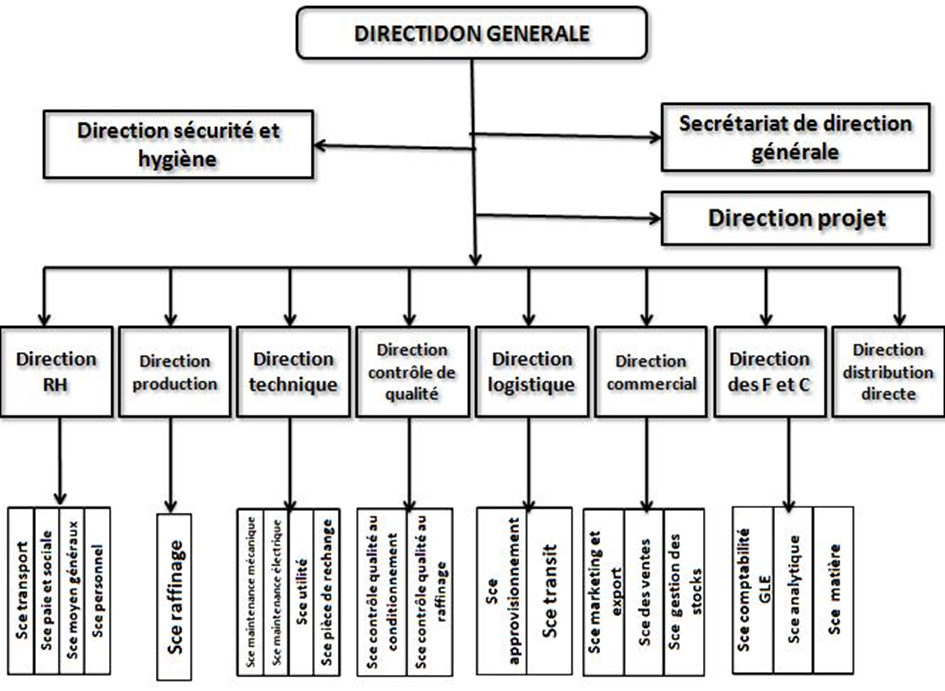 DIRECTIDON GENERALE
Direction sécurité et
hygiène
Secrétariat de direction
générale
Direction projet
Direction
RH
Direction
production
Direction
technique
Direction
contrôle de
qualité
Direction
logistique
Direction
commercial
Direction
des F et C
Direction
distribution
directe
Sce transport
Sce paie et sociale
Sce moyen généraux
Sce personnel
Sce raffinage
Sce maintenance mécanique
Sce maintenance électrique
Sce utilité
Sce pièce de rechange
Sce contrôle qualité au
conditionnement
Sce contrôle qualité au
raffinage
Sce
approvisionnement
Sce transit
Sce marketing et
export
Sce des ventes
Sce gestion des
stocks
Sce comptabilité
GLE
Sce analytique
Sce matière